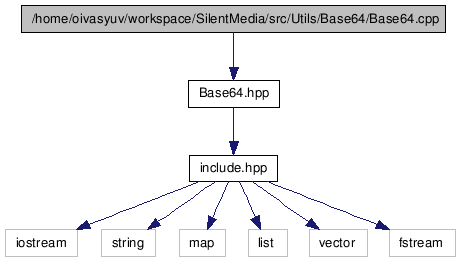 /home/oivasyuv/workspace/SilentMedia/src/Utils/Base64/Base64.cpp
Base64.hpp
include.hpp
iostream string map list vector fstream